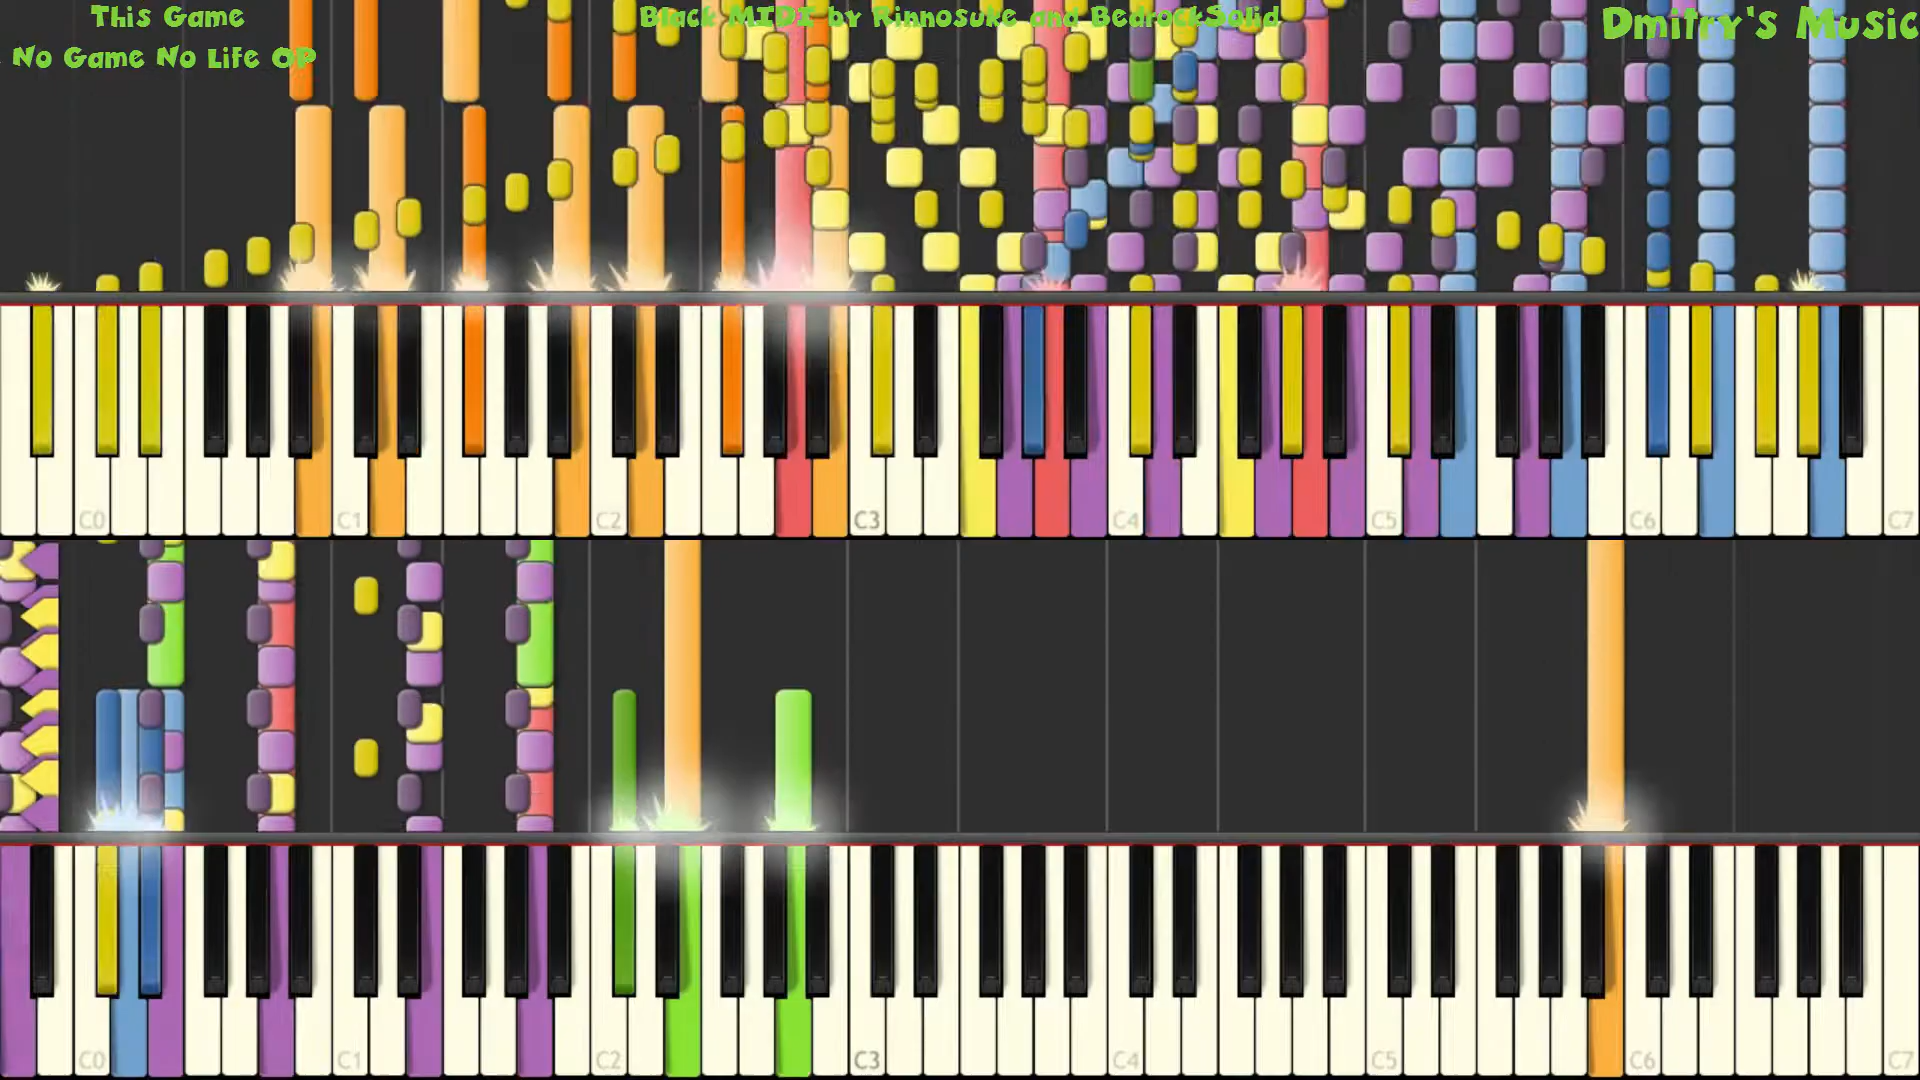 This Game
No Game No Life OP
Black MIDI by Rinnosuke and BedrockSolid
Dmitry's Music
C0 C1 C2 C3 C4 C5 C6 C7
C0 C1 C2 C3 C4 C5 C6 C7